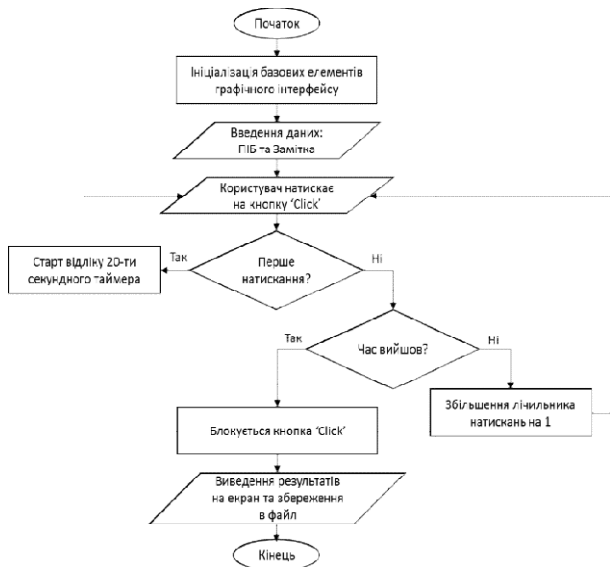 Початок
Ініціалізація базових елементів
графічного інтерфейсу
Введення даних:
ПІБ та Замітка
Користувач натискає
на кнопку ‘Click’
Старт відліку 20-ти
секундного таймера
Так
Перше
натискання?
Ні
Так
Час вийшов?
Ні
Збільшення лічильника
натискань на 1
Блокується кнопка ‘Click’
Виведення результатів
на екран та збереження
в файл
Кінець